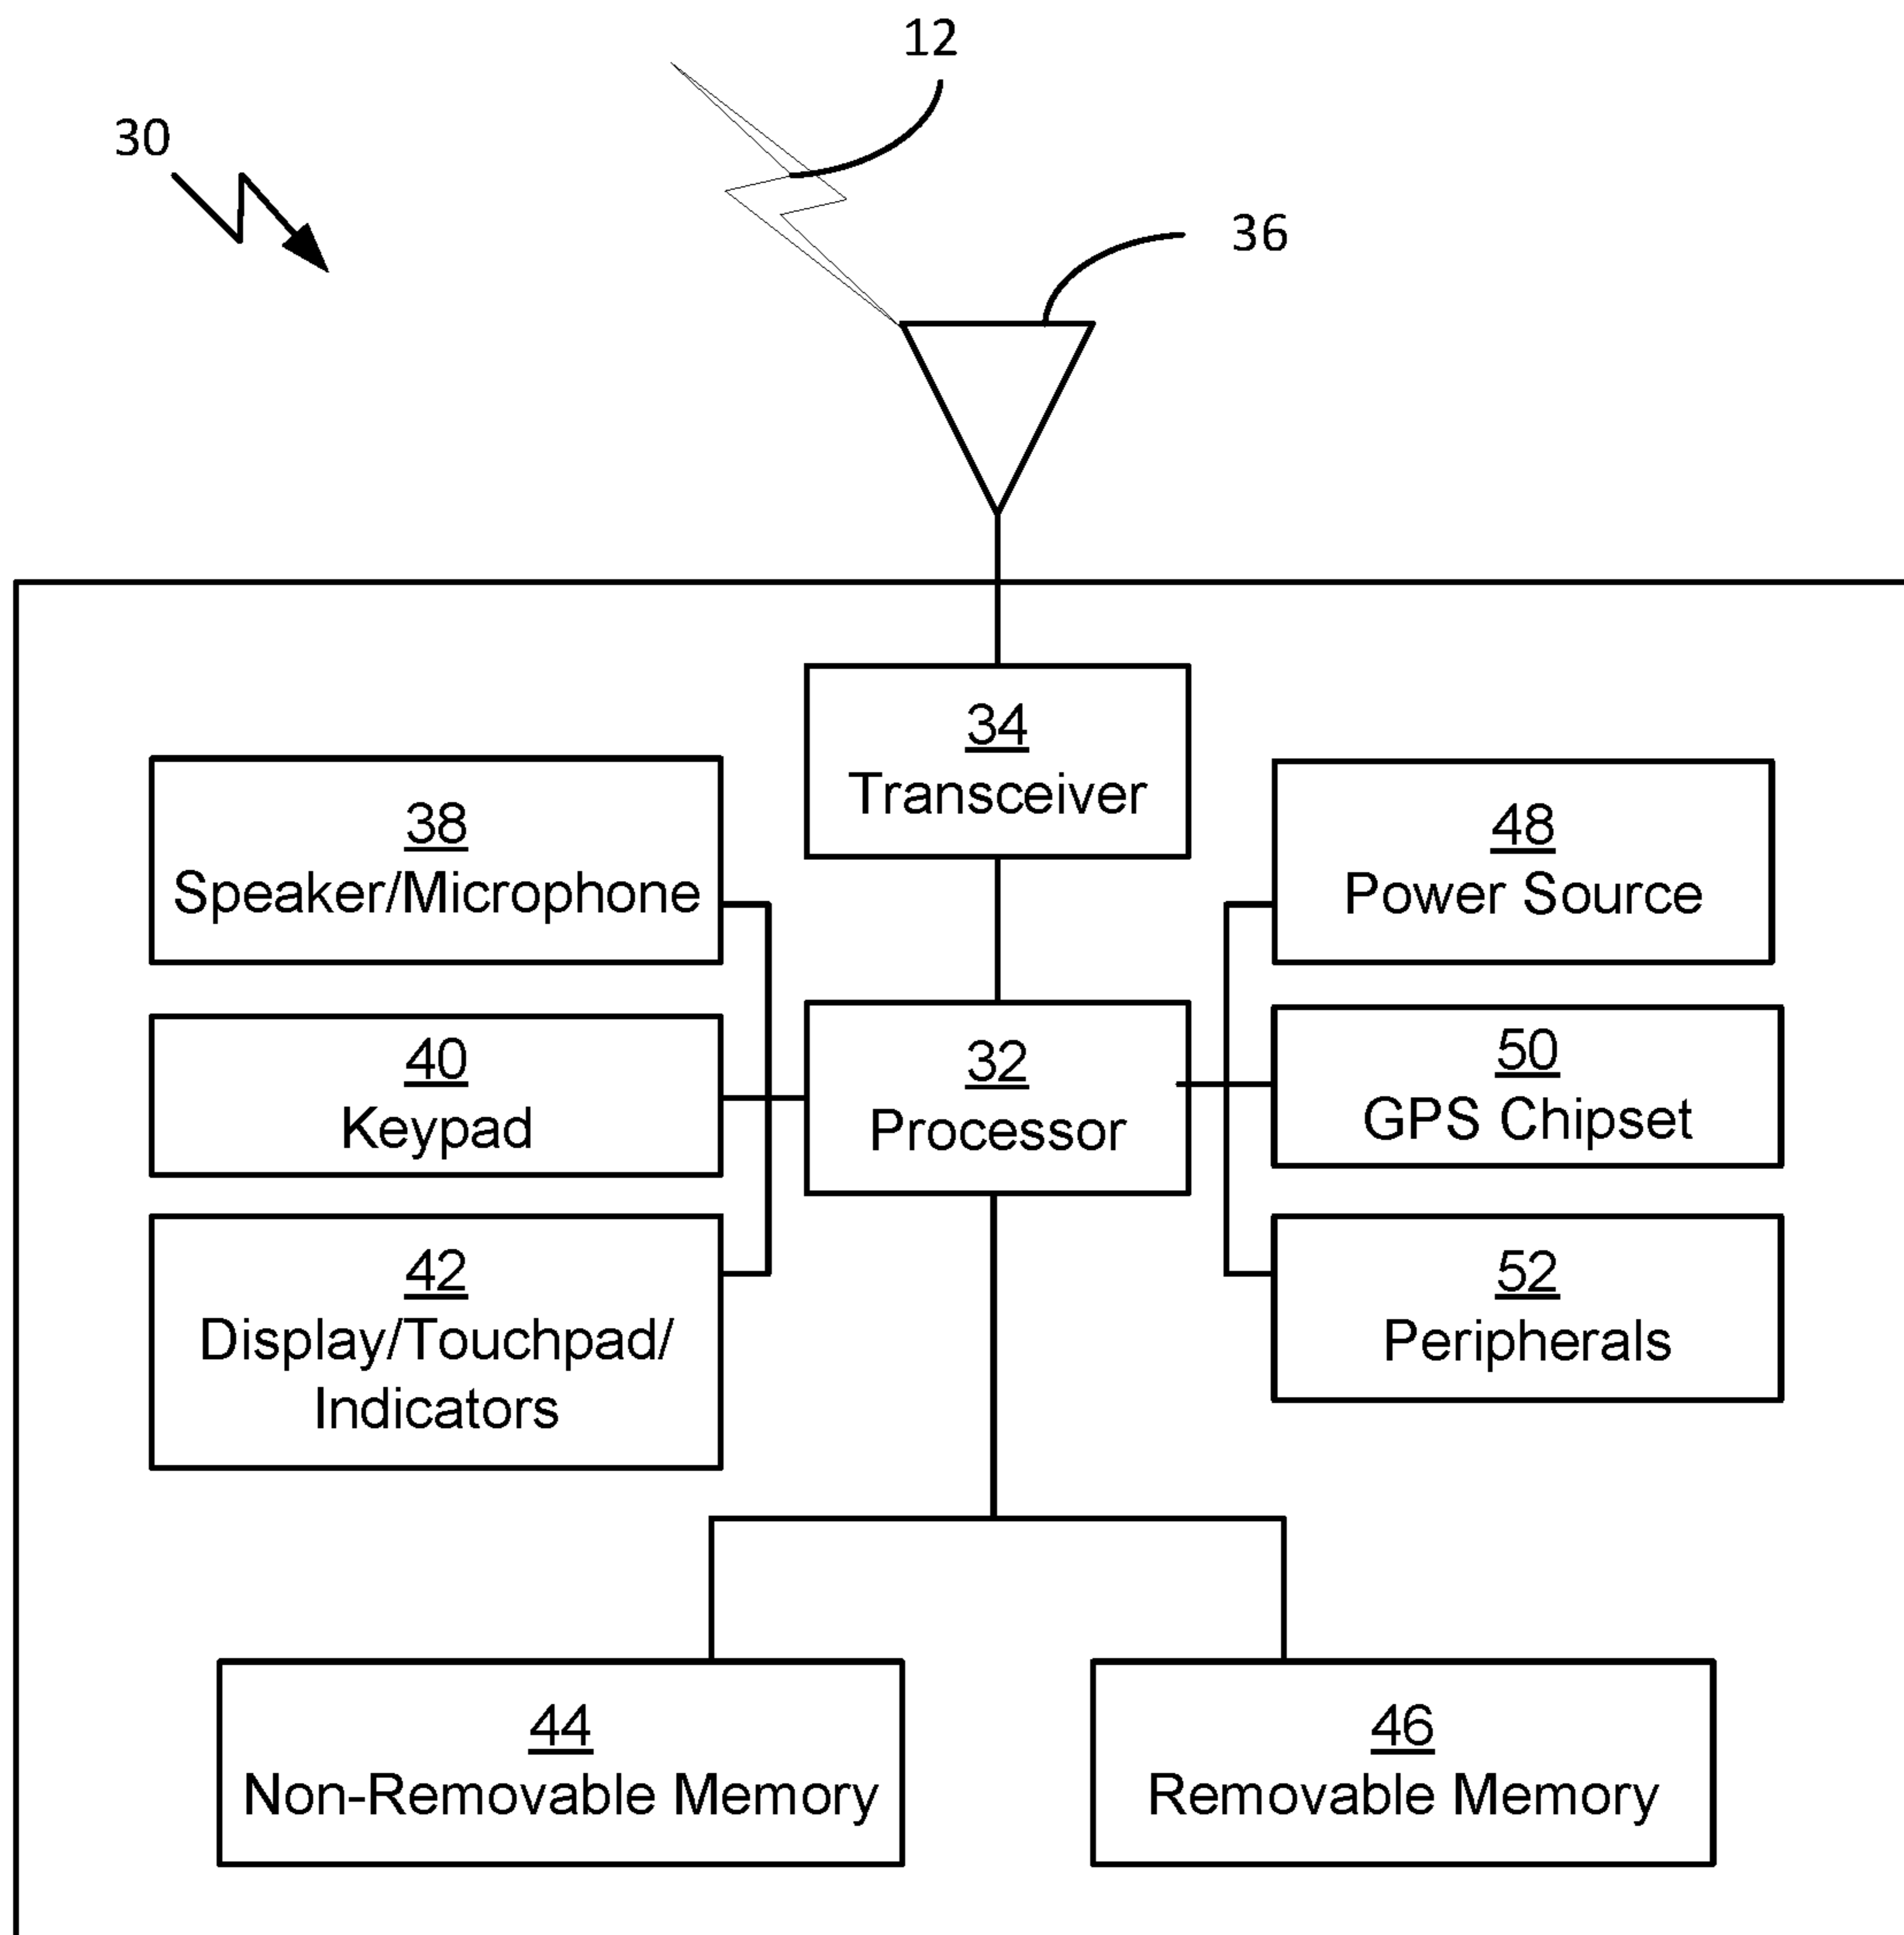 12
30
36
34
Transceiver
38
Speaker/Microphone
48
Power Source
40
Keypad
32
Processor
50
GPS Chipset
42
Display/Touchpad/
Indicators
52
Peripherals
44
Non-Removable Memory
46
Removable Memory